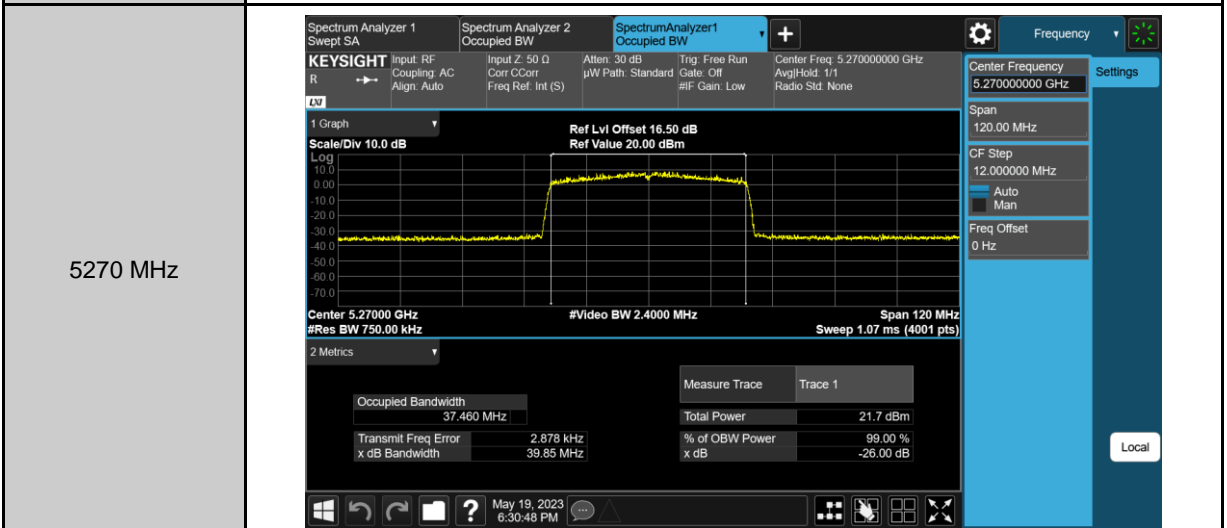 5270 MHz
Spectrum Analyzer 1
Swept SA
Spectrum Analyzer 2
Occupied BW
SpectrumAnalyzer1
Occupied BW
+
Frequency
KEYSIGHT
R
LXI
Input: RF
Coupling: AC
Align: Auto
Input Z: 50 Ω
Corr CCorr
Freq Ref: Int (S)
Atten: 30 dB
µW Path: Standard
Trig: Free Run
Gate: Off
#IF Gain: Low
Center Freq: 5.270000000 GHz
Avg|Hold: 1/1
Radio Std: None
Center Frequency
5.270000000 GHz
Settings
Span
120.00 MHz
CF Step
12.000000 MHz
Auto
Man
Freq Offset
0 Hz
1 Graph
Scale/Div 10.0 dB
Ref Lvl Offset 16.50 dB
Ref Value 20.00 dBm
Log
10.0
0.00
-10.0
-20.0
-30.0
-40.0
-50.0
-60.0
-70.0
Center 5.27000 GHz
#Video BW 2.4000 MHz
Span 120 MHz
#Res BW 750.00 kHz
Sweep 1.07 ms (4001 pts)
2 Metrics
Measure Trace Trace 1
Occupied Bandwidth
37.460 MHz
Total Power 21.7 dBm
Transmit Freq Error 2.878 kHz
% of OBW Power 99.00 %
x dB Bandwidth 39.85 MHz
x dB -26.00 dB
Local
?
May 19, 2023
6:30:48 PM